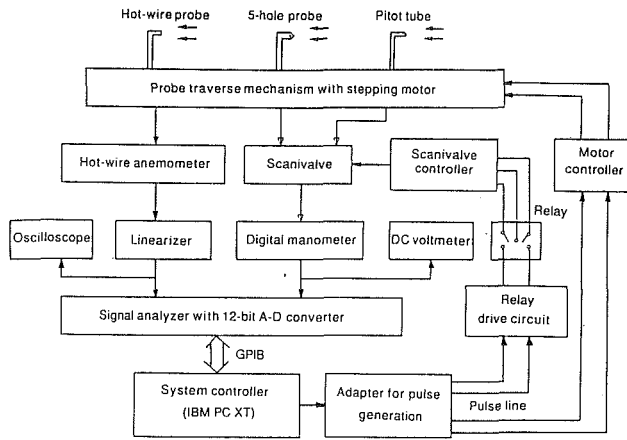 Hot-wire probe
5-hole probe
Pitot tube
Probe traverse mechanism with stepping motor
Hot-wire anemometer
Scanivalve
Scanivalve
controller
Motor
controller
Relay
Oscilloscope
Linearizer
Digital manometer
DC voltmeter
Signal analyzer with 12-bit A-D converter
Relay
drive circuit
GPIB
System controller
(IBM PC XT)
Adapter for pulse
generation
Pulse line